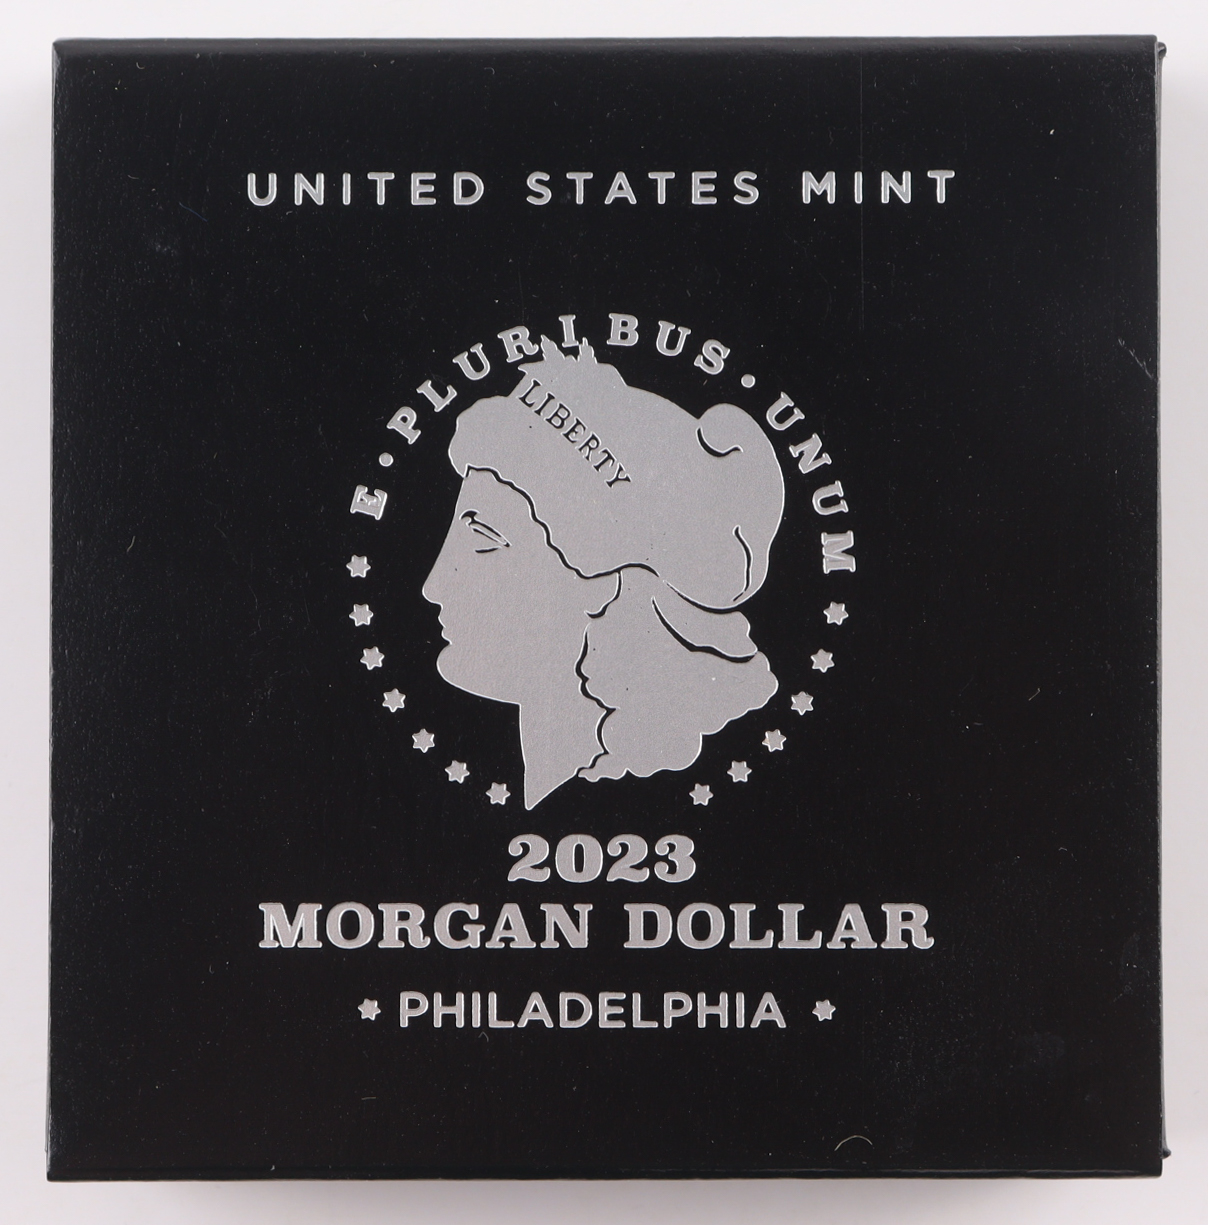 UNITED STATES MINT
E·PLURIBUS·UNUM
LIBERTY
2023
MORGAN DOLLAR
PHILADELPHIA